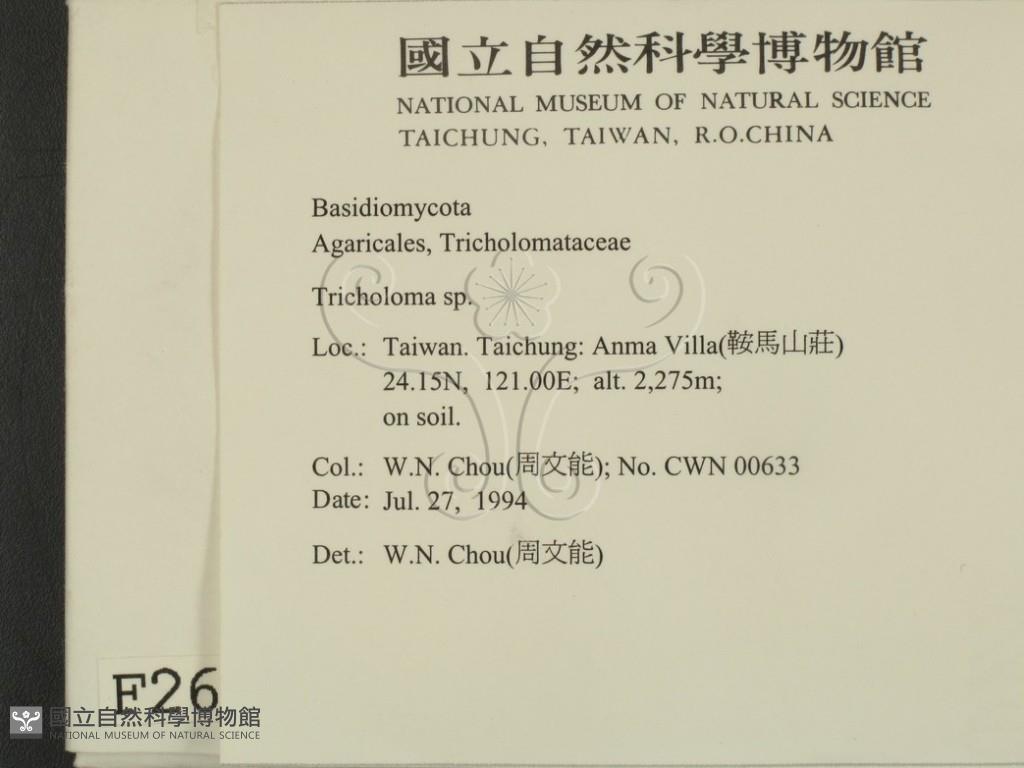 國立自然科學博物館
NATIONAL MUSEUM OF NATURAL SCIENCE
TAICHUNG, TAIWAN, R.O.CHINA
Basidiomycota
Agaricales, Tricholomataceae
Tricholoma sp.
Loc.: Taiwan. Taichung: Anma Villa(鞍馬山莊)
24.15N, 121.00E; alt. 2,275m;
on soil.
Col.: W.N. Chou(周文能); No. CWN 00633
Date: Jul. 27, 1994
Det.: W.N. Chou(周文能)
F26
國立自然科學博物館
NATIONAL MUSEUM OF NATURAL SCIENCE